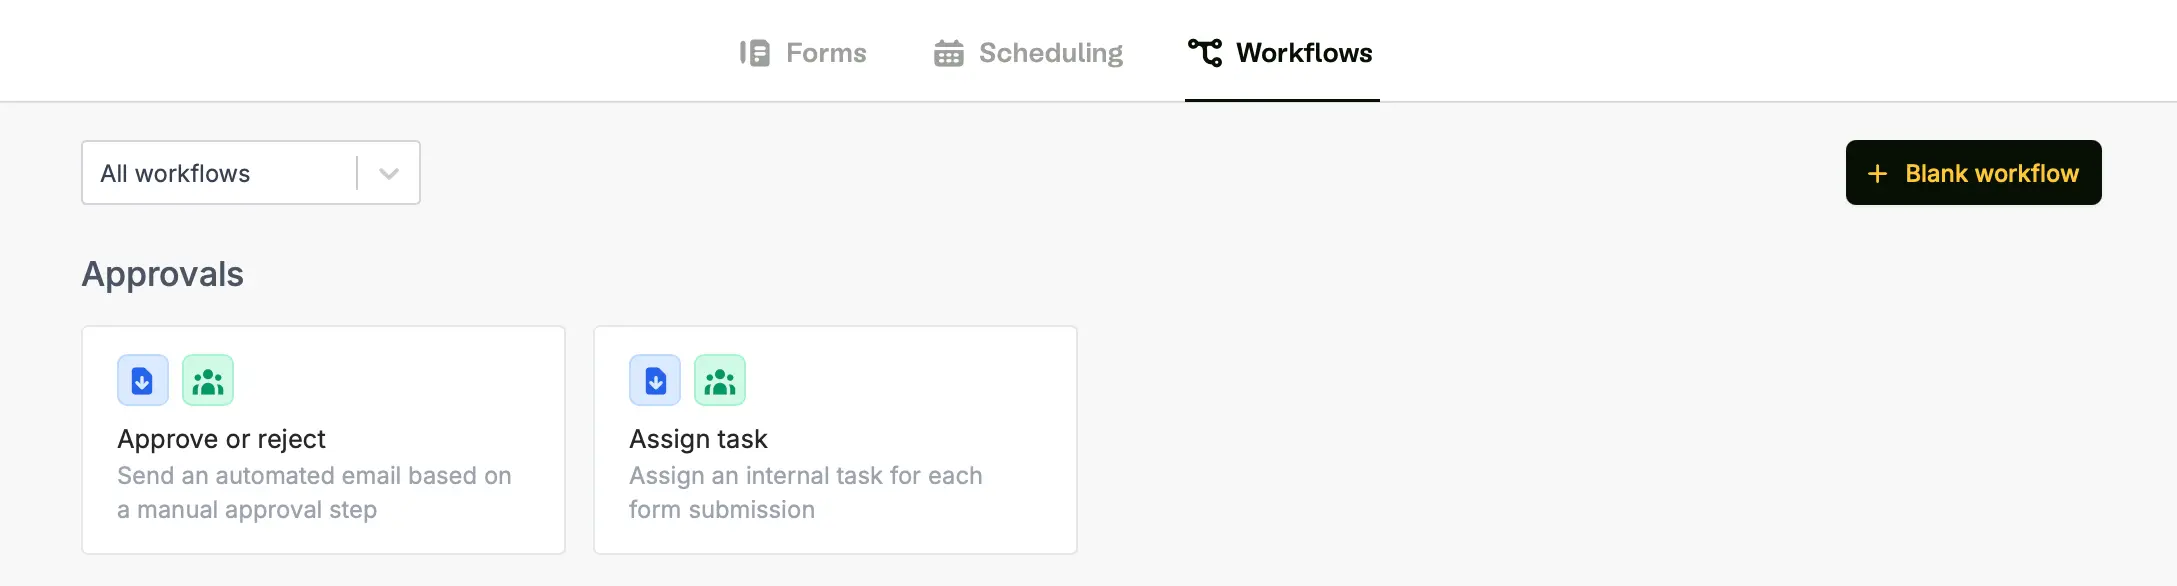 Forms
Scheduling
Workflows
All workflows
+ Blank workflow
Approvals
Approve or reject
Send an automated email based on
a manual approval step
Assign task
Assign an internal task for each
form submission